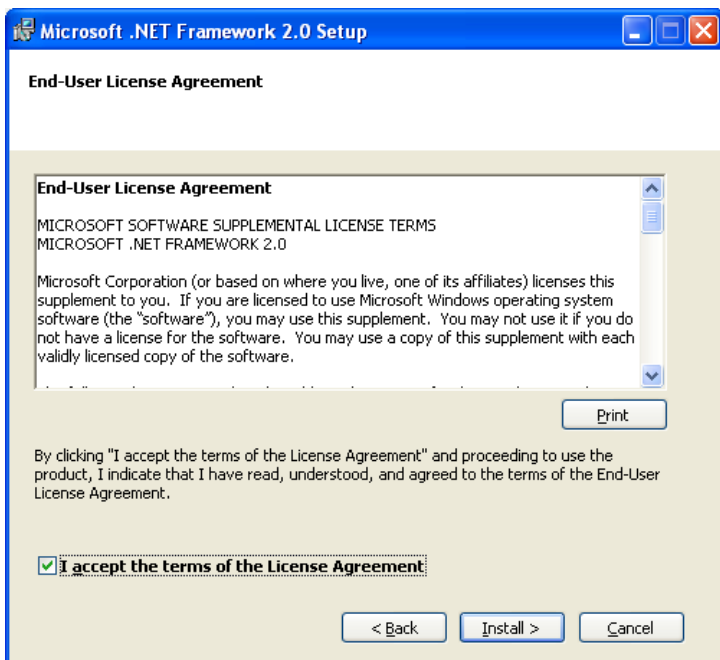 Microsoft .NET Framework 2.0 Setup
End-User License Agreement
End-User License Agreement
MICROSOFT SOFTWARE SUPPLEMENTAL LICENSE TERMS
MICROSOFT .NET FRAMEWORK 2.0
Microsoft Corporation (or based on where you live, one of its affiliates) licenses this
supplement to you.  If you are licensed to use Microsoft Windows operating system
software (the “software”), you may use this supplement.  You may not use it if you do
not have a license for the software.  You may use a copy of this supplement with each
validly licensed copy of the software.
Print
By clicking "I accept the terms of the License Agreement" and proceeding to use the
product, I indicate that I have read, understood, and agreed to the terms of the End-User
License Agreement.
I accept the terms of the License Agreement
< Back
Install >
Cancel